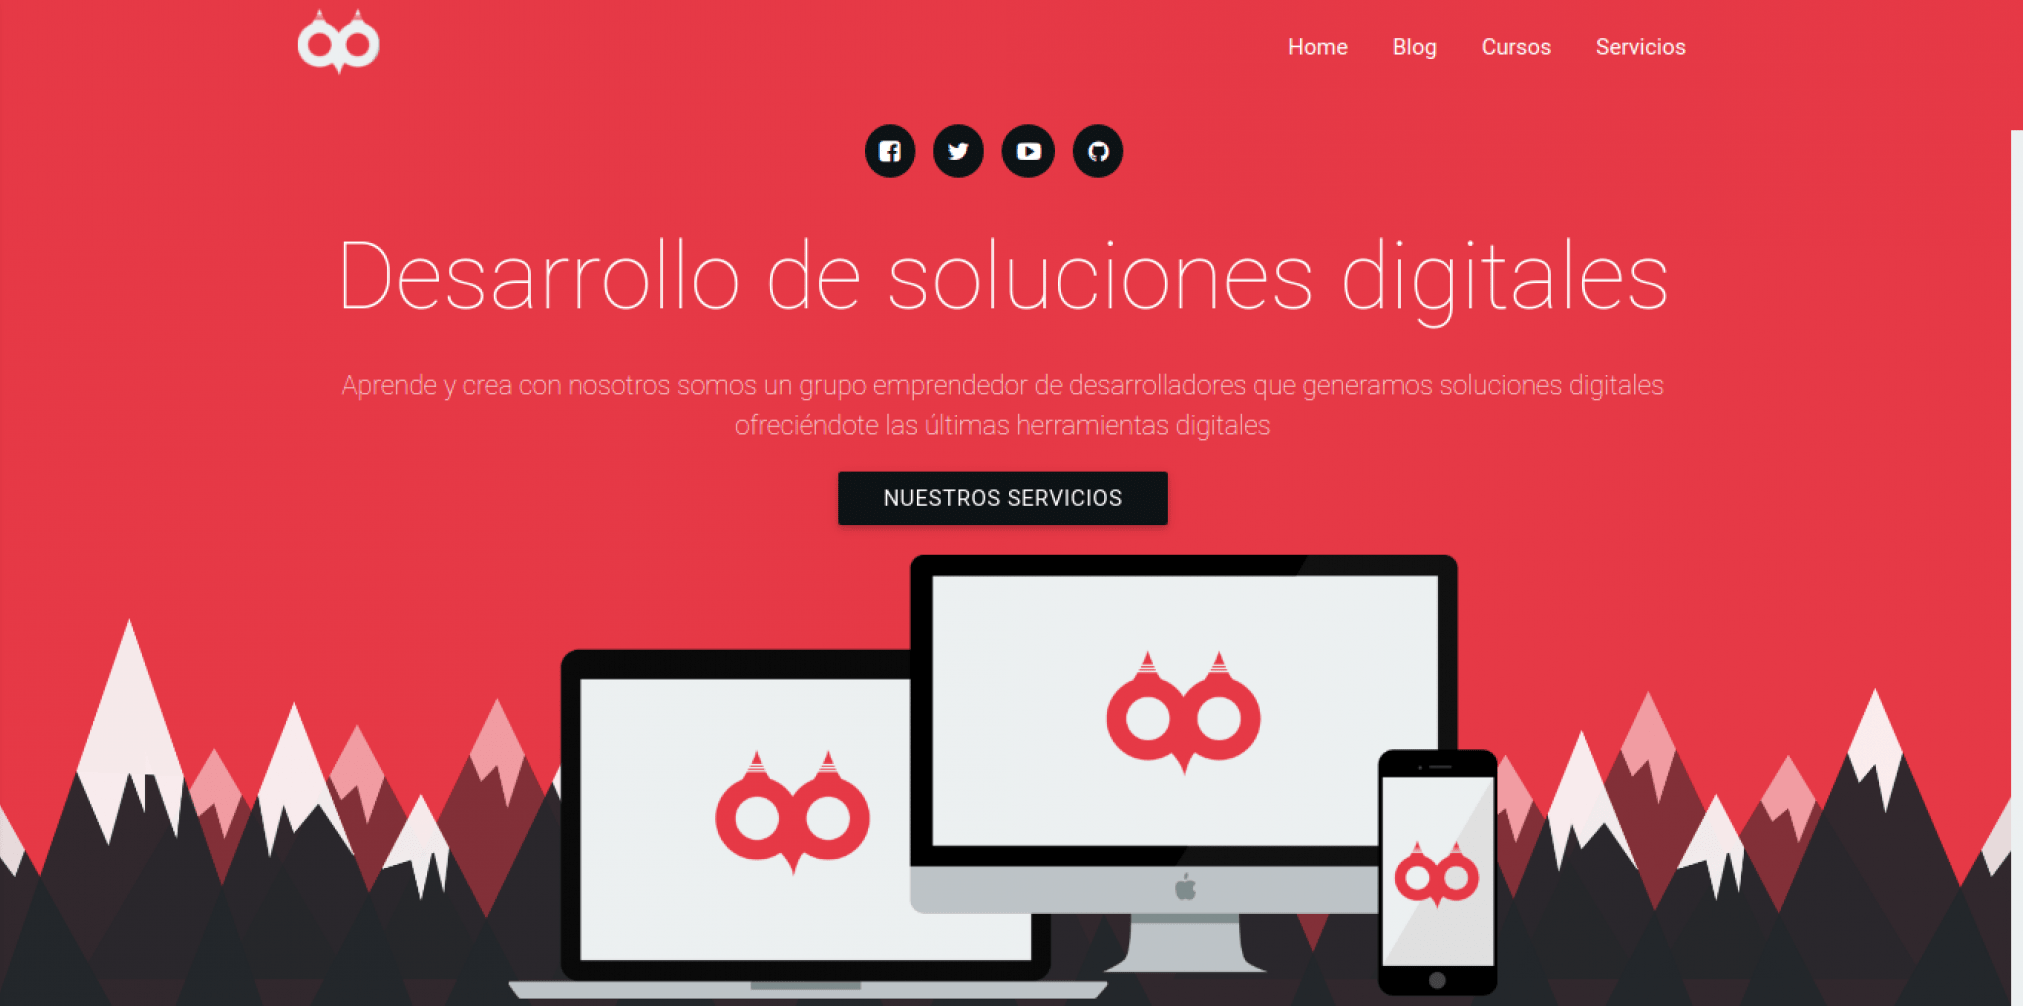 Home Blog Cursos Servicios
Desarrollo de soluciones digitales
Aprende y crea con nosotros somos un grupo emprendedor de desarrolladores que generamos soluciones digitales
ofreciéndote las últimas herramientas digitales
NUESTROS SERVICIOS